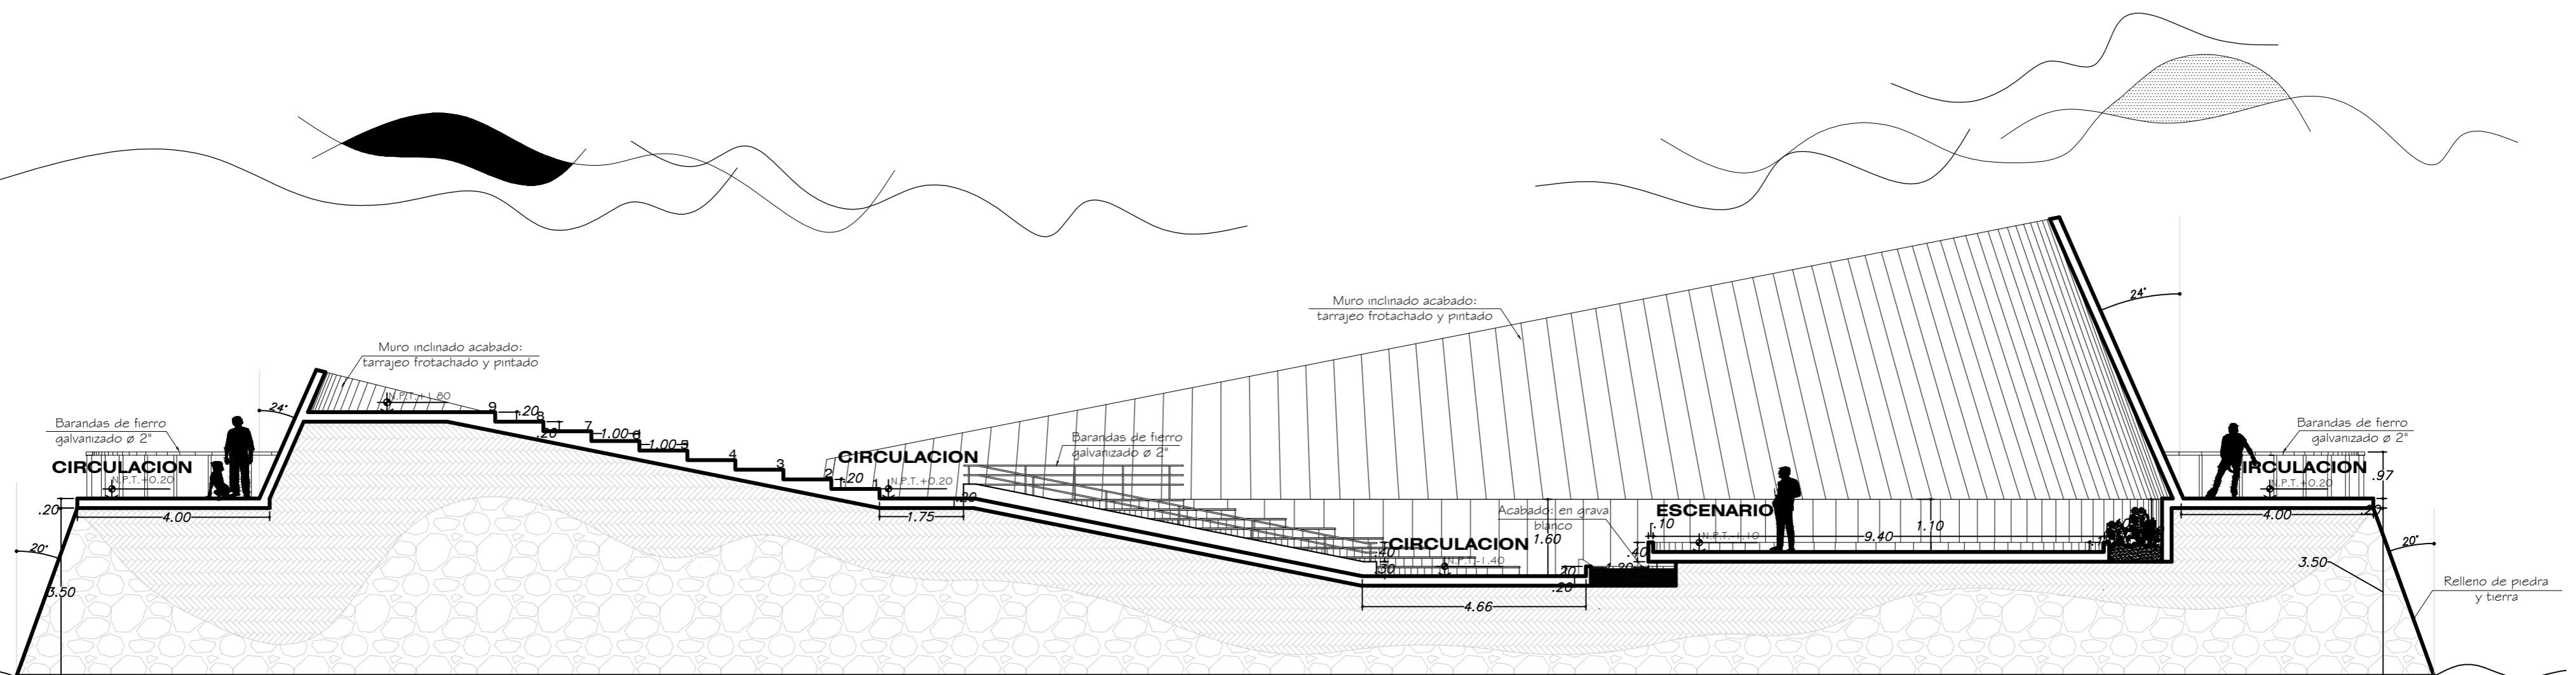 Muro inclinado acabado:
tarrajeo frotachado y pintado
24°
Muro inclinado acabado:
tarrajeo frotachado y pintado
24°
N.P.T.+1.80
9
.20
8
.20
7
1.00
6
1.00
5
4
3
2
.20
1
Barandas de fierro
galvanizado ø 2"
CIRCULACION
N.P.T.+0.20
.20
4.00
20°
3.50
CIRCULACION
N.P.T.+0.20
.20
1.75
Barandas de fierro
galvanizado ø 2"
Acabado: en grava
blanco
1.60
CIRCULACION
N.P.T.-1.40
.40
.30
.20
1.20
.20
4.66
ESCENARIO
.10
.40
N.P.T.-1.10
9.40
1.10
Barandas de fierro
galvanizado ø 2"
CIRCULACION
N.P.T.+0.20
.97
4.00
.20
20°
3.50
Relleno de piedra
y tierra